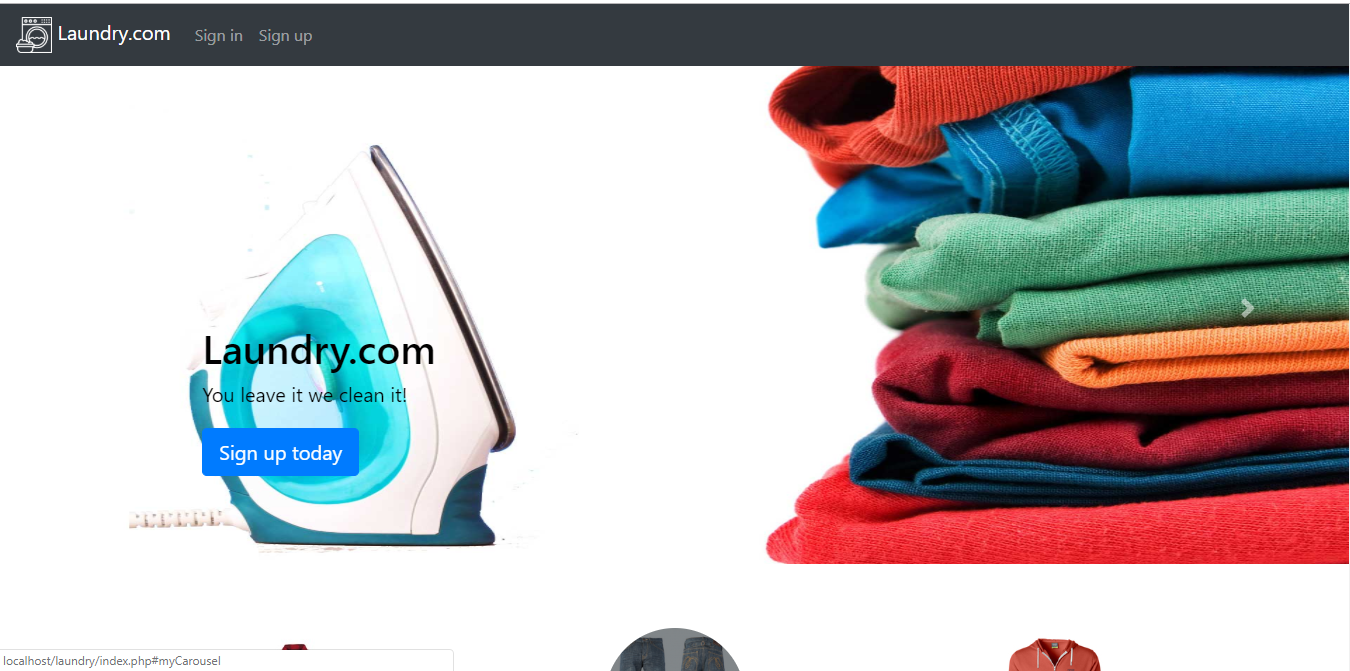 Laundry.com Sign in Sign up
Laundry.com
You leave it we clean it!
Sign up today
localhost/laundry/index.php#myCarousel